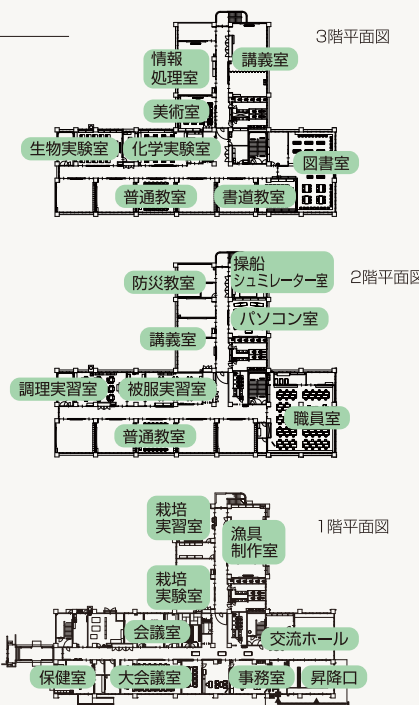 3階平面図
情報
処理室
講義室
美術室
生物実験室
化学実験室
図書室
普通教室
書道教室
2階平面図
防災教室
操船
シュミレーター室
パソコン室
講義室
調理実習室
被服実習室
職員室
普通教室
1階平面図
栽培
実習室
漁具
制作室
栽培
実験室
会議室
交流ホール
保健室
大会議室
事務室
昇降口